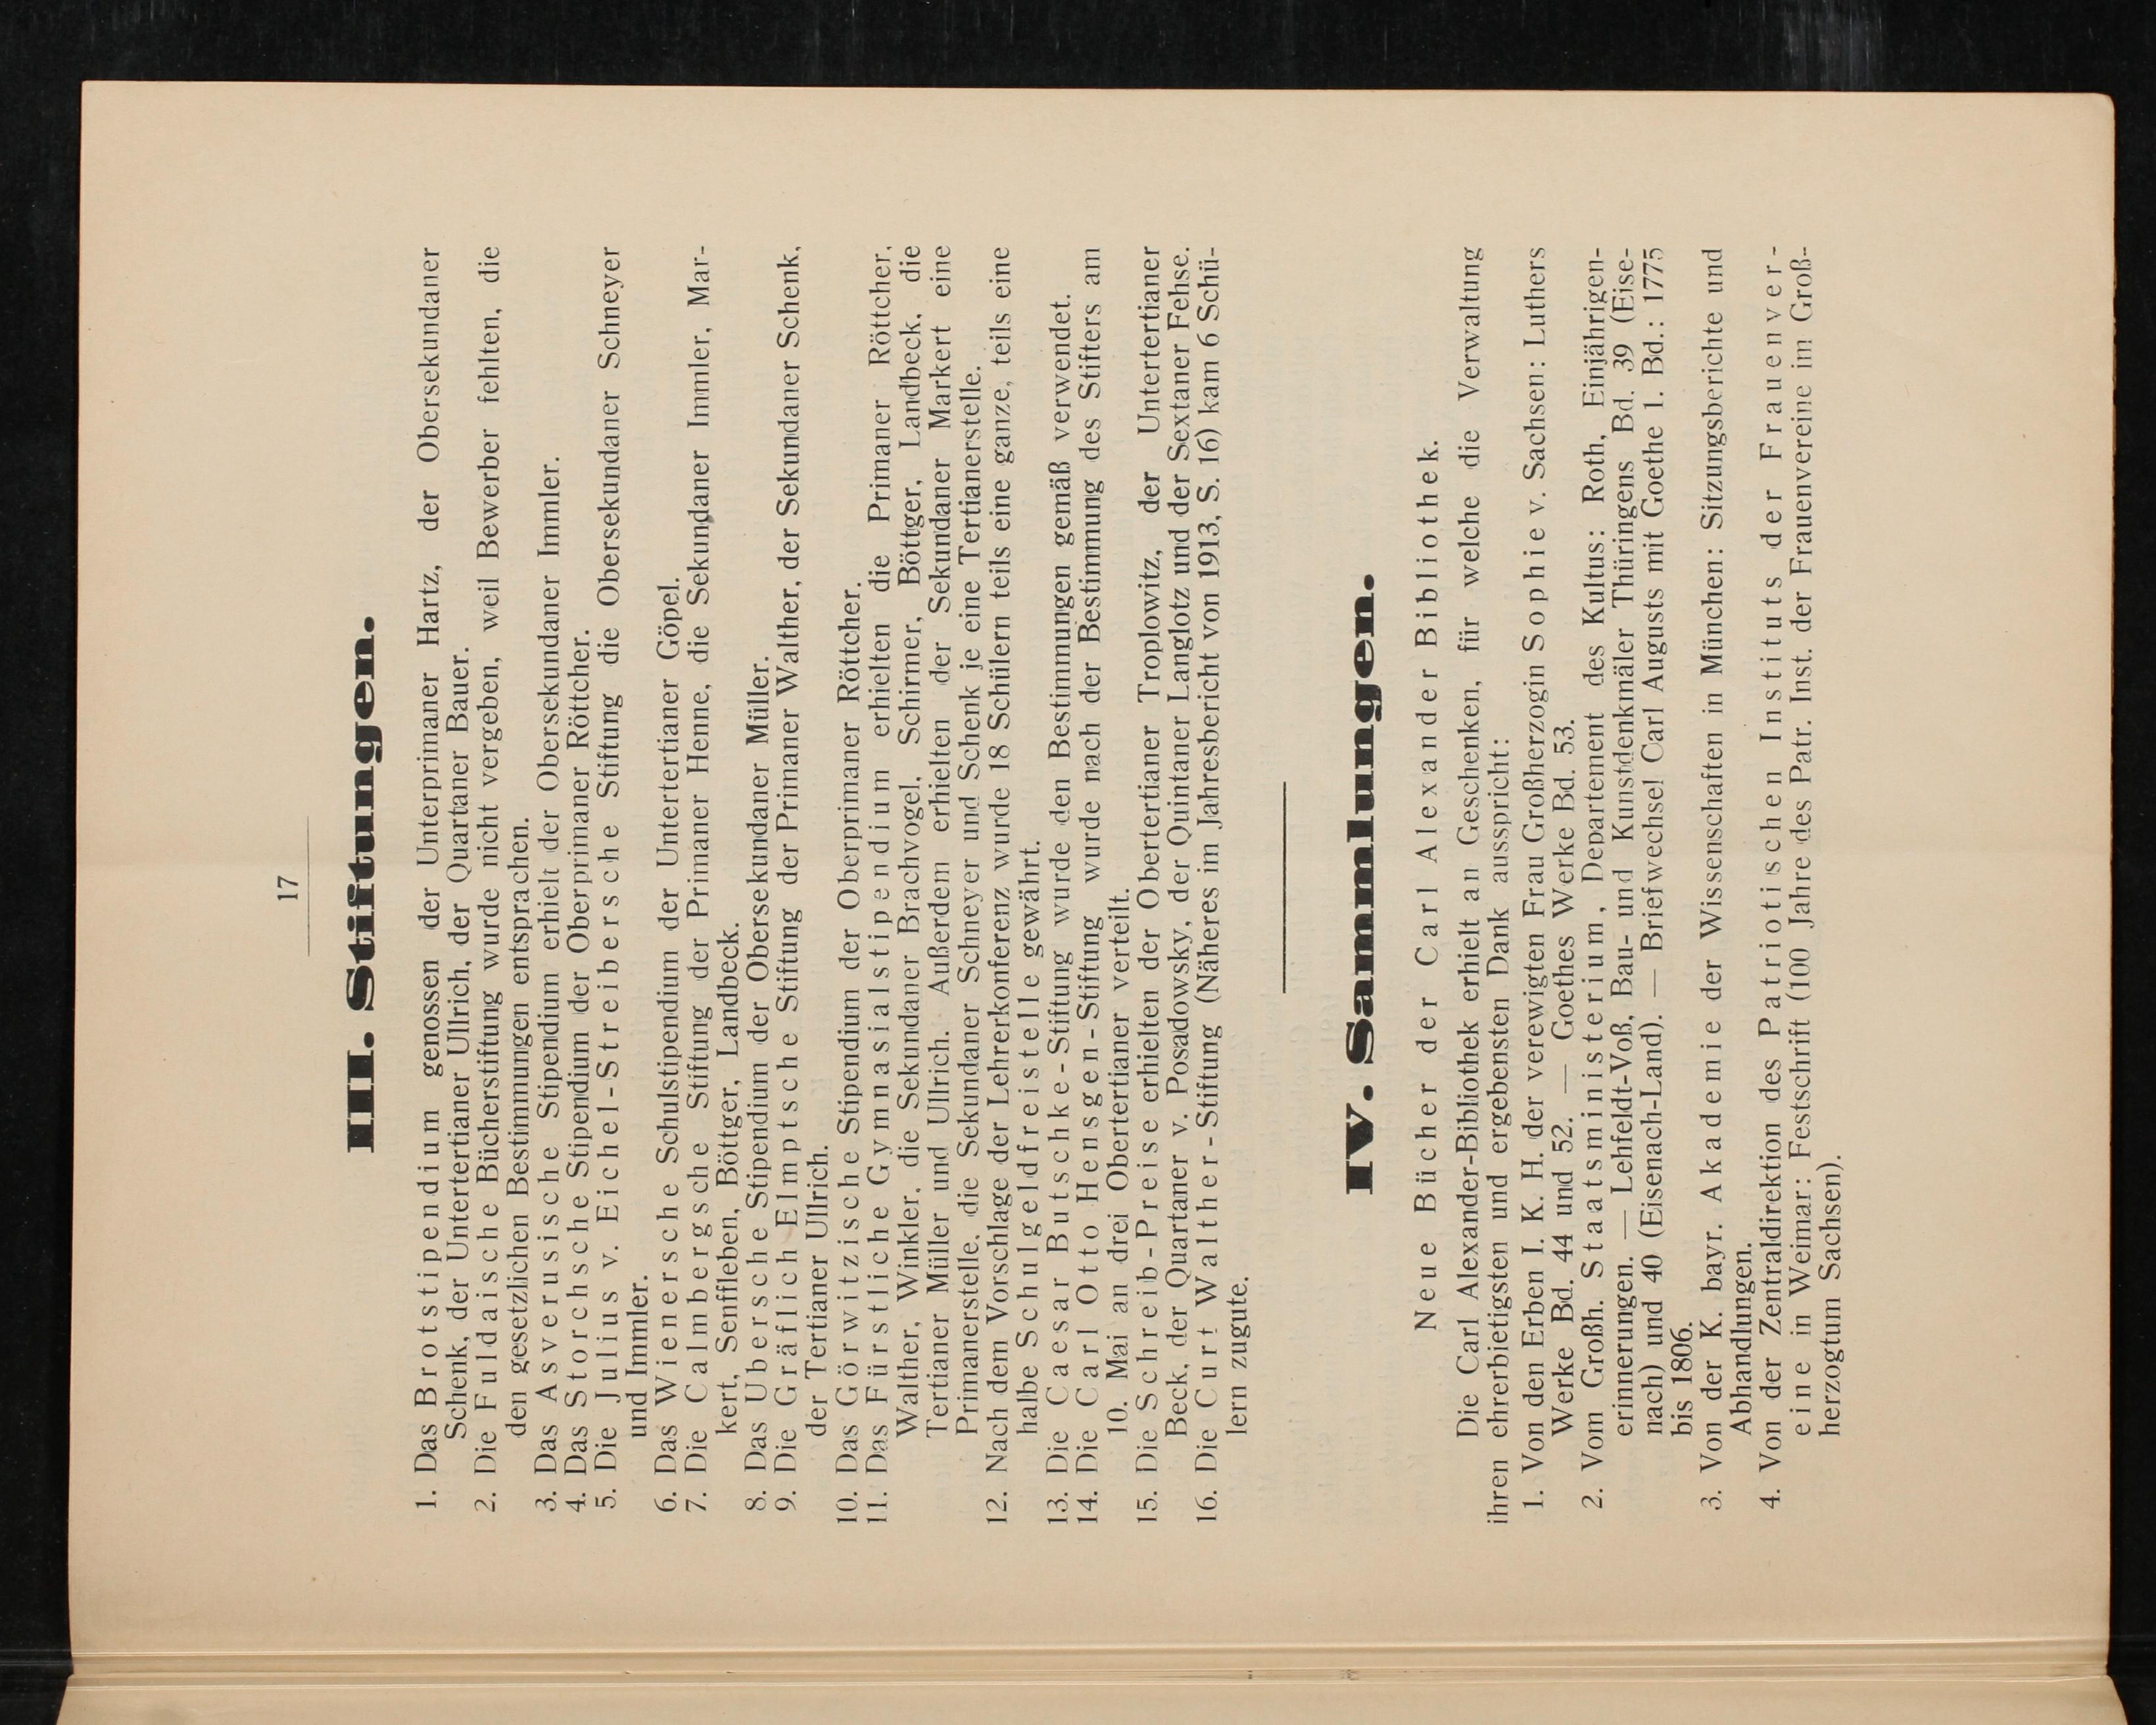 17
III. Stiftungen.
1. Das Brotstipendium genossen der Unterprimaner Hartz, der Obersekundaner
Schenk, der Untertertianer Ullrich, der Quartaner Bauer.
2. Die Fuldaische Bücherstiftung wurde nicht vergeben, weil Bewerber fehlten, die
den gesetzlichen Bestimmungen entsprachen.
3. Das Asverusische Stipendium erhielt der Obersekundaner Immler.
4. Das Storchsche Stipendium der Oberprimaner Röttcher.
5. Die Julius v. Eichel-Streibersche Stiftung die Obersekundaner Schneyer
und Immler.
6. Das Wienersche Schulstipendium der Untertertianer Göpel.
7. Die Calmbergsche Stiftung der Primaner Henne, die Sekundaner Immler, Mar-
kert, Senffleben, Böttger, Landbeck.
8. Das Ubersche Stipendium der Obersekundaner Müller.
9. Die Gräflich Elmptsche Stiftung der Primaner Walther, der Sekundaner Schenk,
der Tertianer Ullrich.
10. Das Görwitzische Stipendium der Oberprimaner Röttcher.
11. Das Fürstliche Gymnasialstipendium erhielten die Primaner Röttcher,
Walther, Winkler, die Sekundaner Brachvogel, Schirmer, Böttger, Landbeck, die
Tertianer Müller und Ullrich. Außerdem erhielten der Sekundaner Markert eine
Primanerstelle, die Sekundaner Schneyer und Schenk je eine Tertianerstelle.
12. Nach dem Vorschlage der Lehrerkonferenz wurde 18 Schülern teils eine ganze, teils eine
halbe Schulgeldfreistelle gewährt.
13. Die Caesar Butschke-Stiftung wurde den Bestimmungen gemäß verwendet.
14. Die Carl Otto Hensgen-Stiftung wurde nach der Bestimmung des Stifters am
10. Mai an drei Obertertianer verteilt.
15. Die Schreib-Preise erhielten der Obertertianer Troplowitz, der Untertertianer
Beck, der Quartaner v. Posadowsky, der Quintaner Langlotz und der Sextaner Fehse.
16. Die Curt Walther-Stiftung (Näheres im Jahresbericht von 1913, S. 16) kam 6 Schü-
lern zugute.
IV. Sammlungen.
Neue Bücher der Carl Alexander Bibliothek.
Die Carl Alexander-Bibliothek erhielt an Geschenken, für welche die Verwaltung
ihren ehrerbietigsten und ergebensten Dank ausspricht:
1. Von den Erben I. K. H. der verewigten Frau Großherzogin Sophie v. Sachsen: Luthers
Werke Bd. 44 und 52. — Goethes Werke Bd. 53.
2. Vom Großh. Staatsministerium, Departement des Kultus: Roth, Einjährigen-
erinnerungen. — Lehfeldt-Voß, Bau- und Kunstdenkmäler Thüringens Bd. 39 (Eise-
nach) und 40 (Eisenach-Land). — Briefwechsel Carl Augusts mit Goethe 1. Bd.: 1775
bis 1806.
3. Von der K. bayr. Akademie der Wissenschaften in München: Sitzungsberichte und
Abhandlungen.
4. Von der Zentraldirektion des Patriotischen Instituts der Frauenver-
eine in Weimar: Festschrift (100 Jahre des Patr. Inst. der Frauenvereine im Groß-
herzogtum Sachsen).